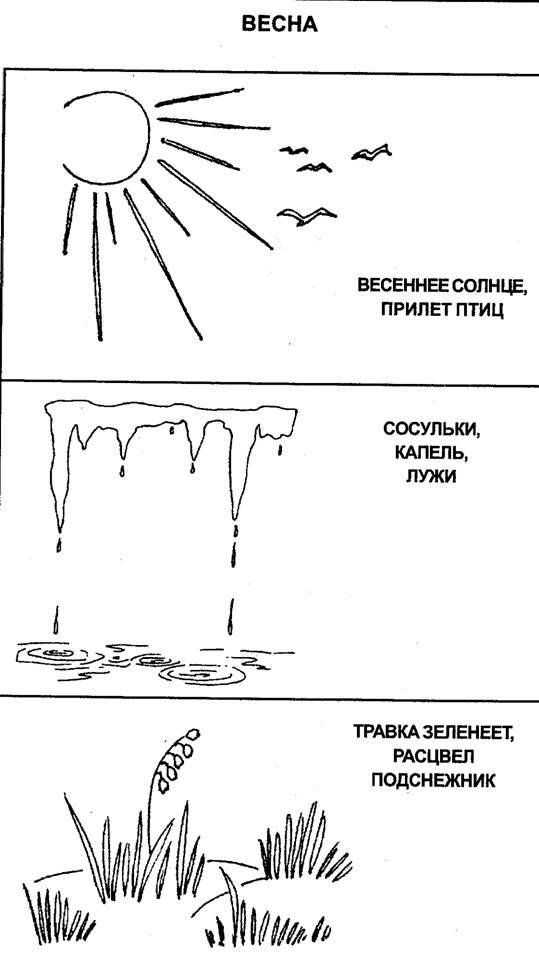 ВЕСНА
ВЕСЕННЕЕ СОЛНЦЕ,
ПРИЛЕТ ПТИЦ
СОСУЛЬКИ,
КАПЕЛЬ,
ЛУЖИ
ТРАВКА ЗЕЛЕНЕЕТ,
РАСЦВЕЛ
ПОДСНЕЖНИК